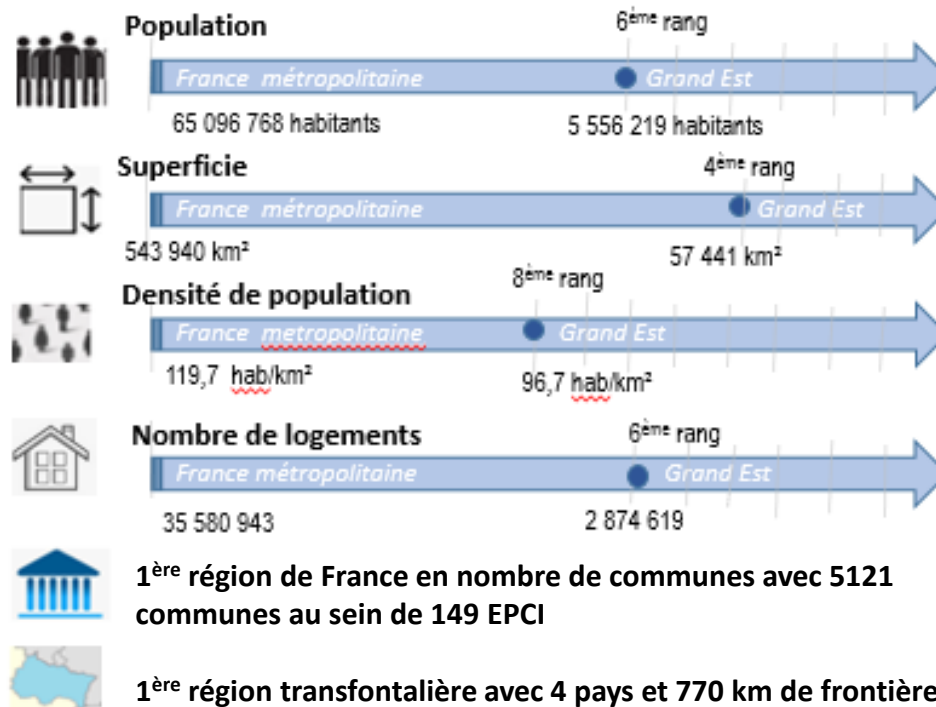 Population
6ème rang
France métropolitaine
Grand Est
65 096 768 habitants
5 556 219 habitants
Superficie
4ème rang
France métropolitaine
Grand Est
543 940 km²
57 441 km²
8ème rang
Densité de population
France metropolitaine
Grand Est
119,7 hab/km²
96,7 hab/km²
Nombre de logements
6ème rang
France métropolitaine
Grand Est
35 580 943
2 874 619
1ère région de France en nombre de communes avec 5121
communes au sein de 149 EPCI
1ère région transfontalière avec 4 pays et 770 km de frontière